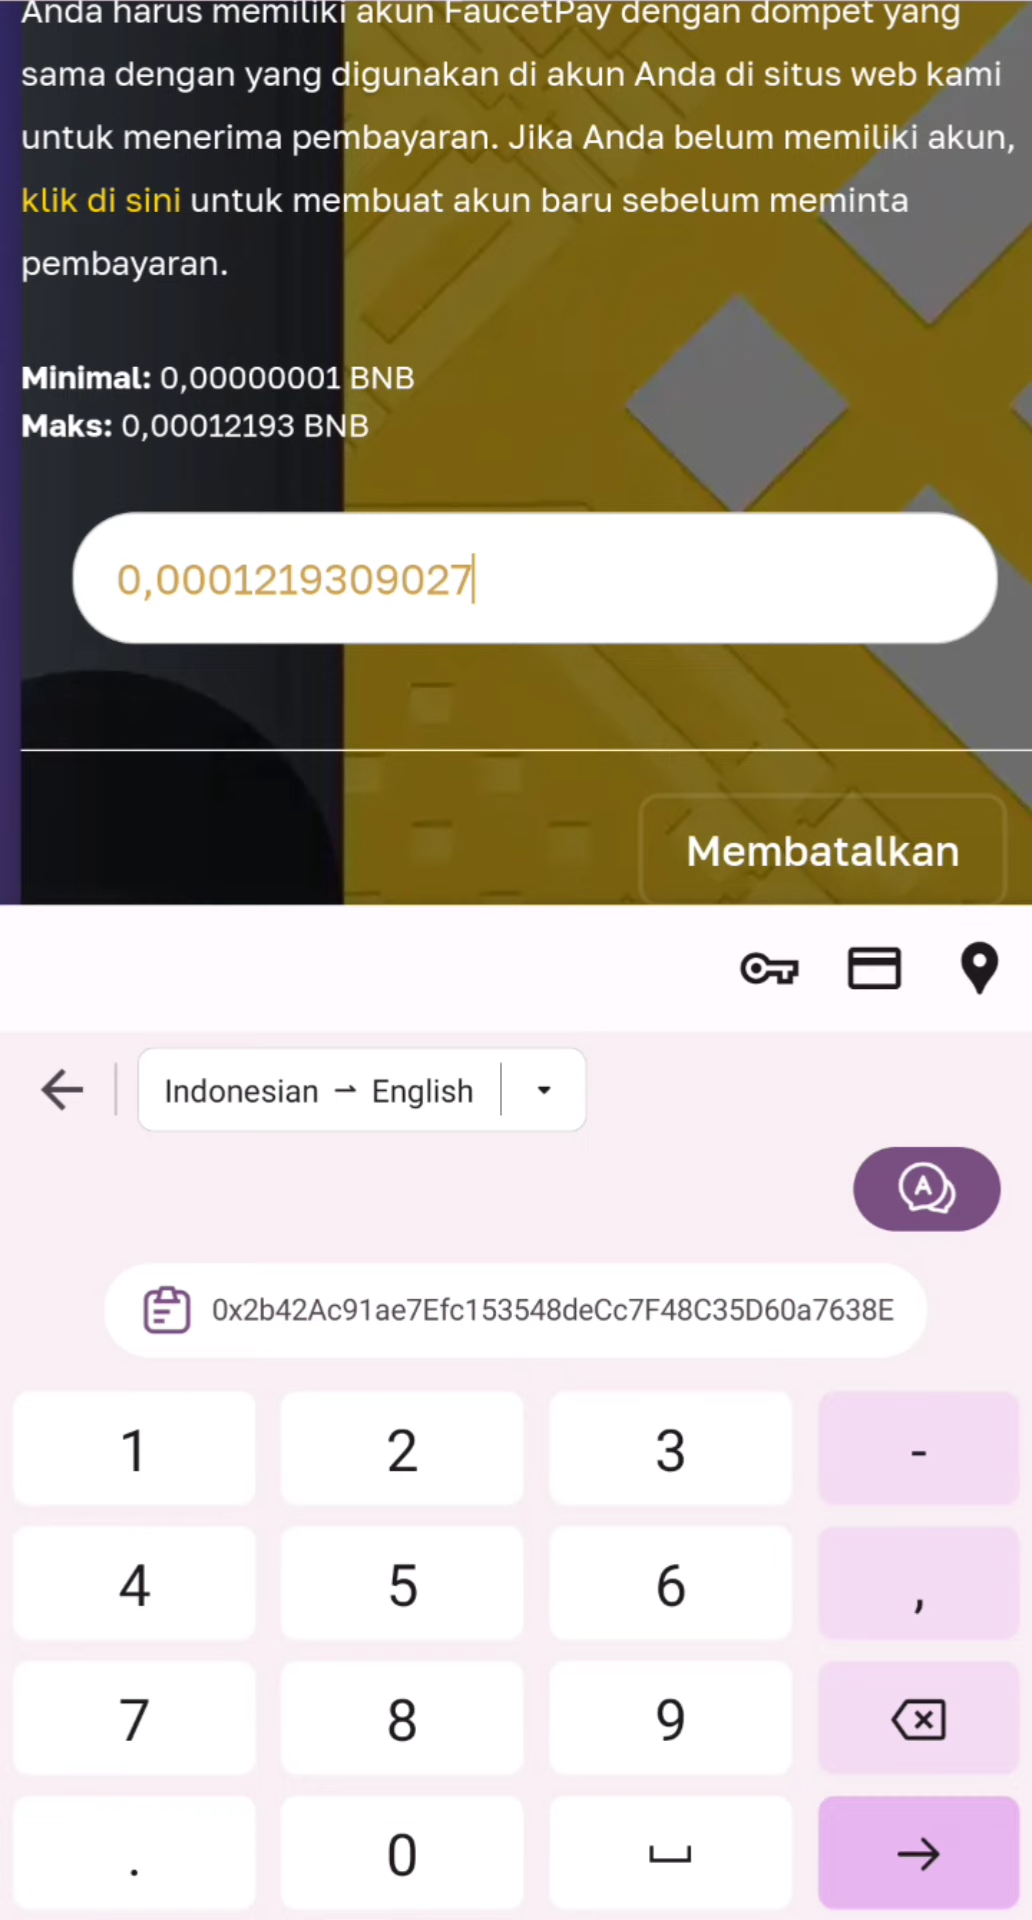 Anda harus memiliki akun FaucetPay dengan dompet yang
sama dengan yang digunakan di akun Anda di situs web kami
untuk menerima pembayaran. Jika Anda belum memiliki akun,
klik di sini untuk membuat akun baru sebelum meminta
pembayaran.
Minimal: 0,00000001 BNB
Maks: 0,00012193 BNB
0,0001219309027
Membatalkan
Indonesian → English
A
0x2b42Ac91ae7Efc153548deCc7F48C35D60a7638E
1 2 3 -
4 5 6 ,
7 8 9
. 0